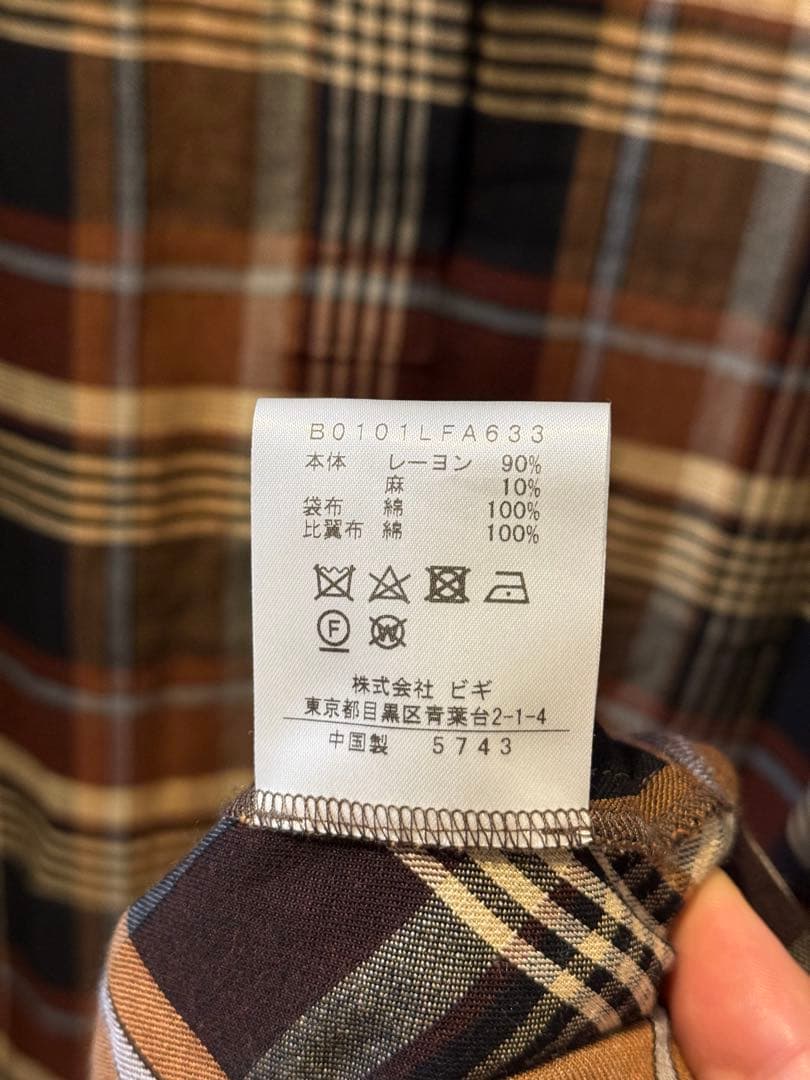 B0101LFA633
本体 レーヨン 90%
麻 10%
袋布 綿 100%
比翼布 綿 100%
F W
株式会社 ビギ
東京都目黒区青葉台2-1-4
中国製 5743